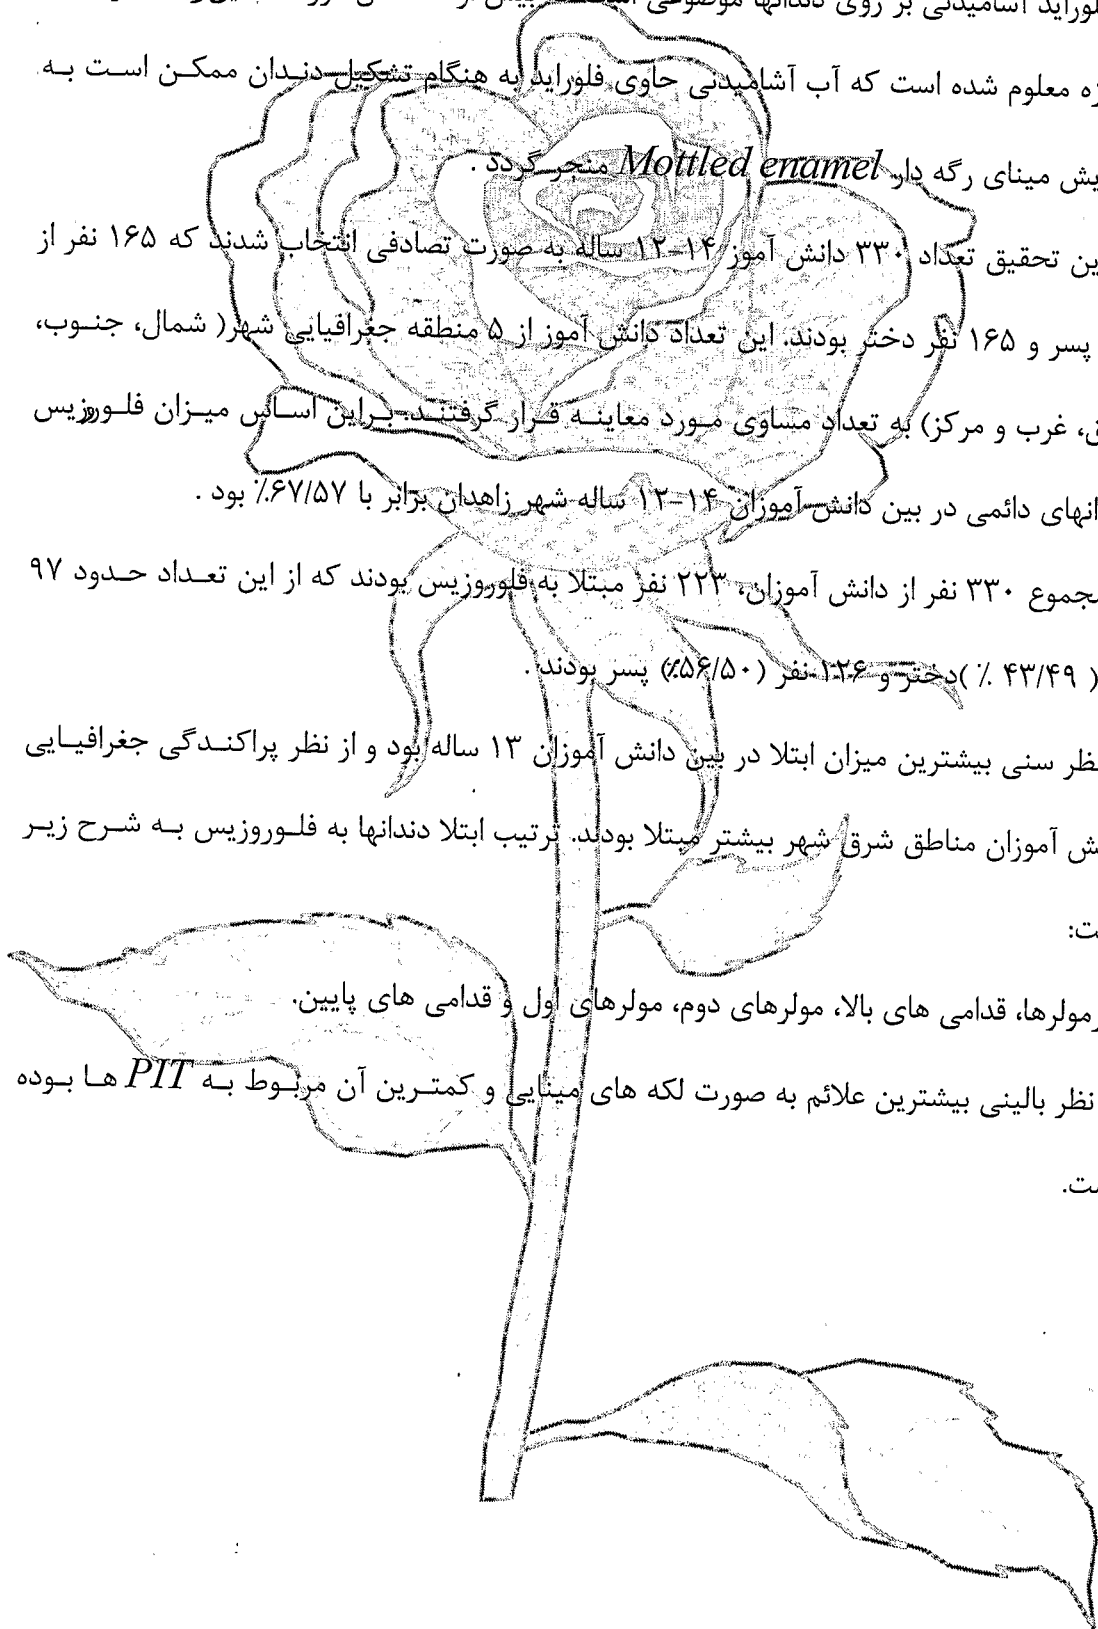 آشامیدنی بر روی دندانها موضوعی
معلوم شده است که آب آشامیدنی حاوی فلوراید به هنگام تشکیل دندان ممکن است به
مینای رگه دار Mottled enamel منجر گردد .
تحقیق تعداد ۳۳۰ دانش آموز ۱۴-۱۲ ساله به صورت تصادفی انتخاب شدند که ۱۶۵ نفر از
پسر و ۱۶۵ نفر دختر بودند. این تعداد دانش آموز از ۵ منطقه جغرافیایی شهر( شمال، جنوب،
غرب و مرکز) به تعداد مساوی مورد معاینه قرار گرفتند. براین اساس میزان فلوروزیس
دائمی در بین دانش آموزان ۱۴-۱۲ ساله شهر زاهدان برابر با ۶۷/۵۷٪ بود .
۳۳۰ نفر از دانش آموزان، ۲۲۳ نفر مبتلا به فلوروزیس بودند که از این تعداد حدود ۹۷
( ۴۳/۴۹ ٪ )دختر و ۱۲۶ نفر (۵۶/۵۰٪) پسر بودند .
سنی بیشترین میزان ابتلا در بین دانش آموزان ۱۳ ساله بود و از نظر پراکندگی جغرافیایی
آموزان مناطق شرق شهر بیشتر مبتلا بودند. ترتیب ابتلا دندانها به فلوروزیس به شرح زیر
ت:
رمولرها، قدامی های بالا، مولرهای دوم، مولرهای اول و قدامی های پایین.
نظر بالینی بیشترین علائم به صورت لکه های مینایی و کمترین آن مربوط به PIT ها بوده
ت.